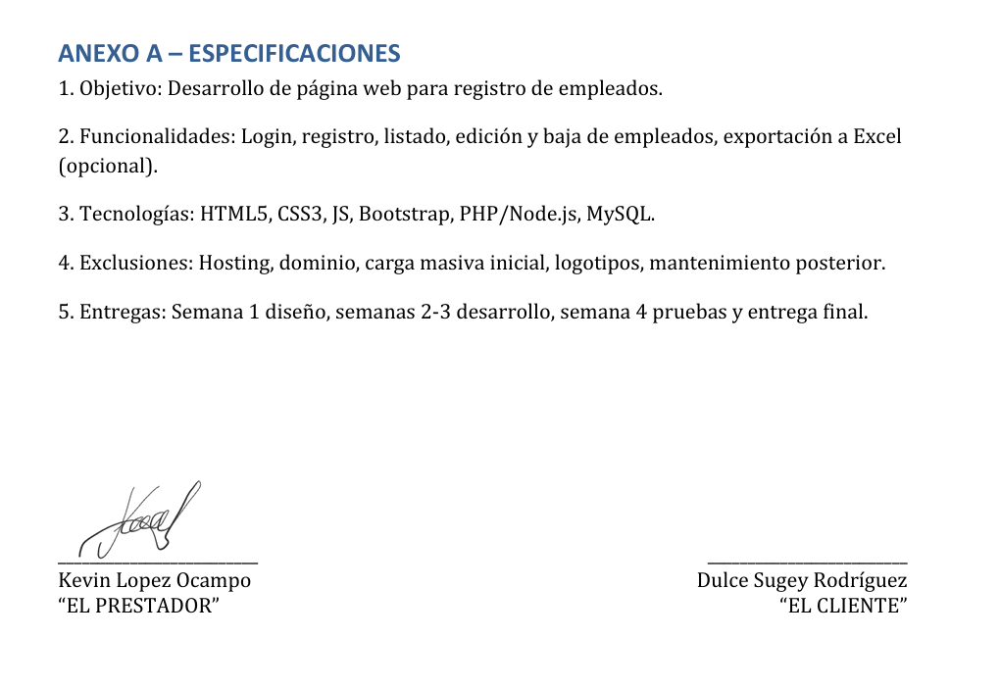 ANEXO A – ESPECIFICACIONES
1. Objetivo: Desarrollo de página web para registro de empleados.
2. Funcionalidades: Login, registro, listado, edición y baja de empleados, exportación a Excel
(opcional).
3. Tecnologías: HTML5, CSS3, JS, Bootstrap, PHP/Node.js, MySQL.
4. Exclusiones: Hosting, dominio, carga masiva inicial, logotipos, mantenimiento posterior.
5. Entregas: Semana 1 diseño, semanas 2-3 desarrollo, semana 4 pruebas y entrega final.
Kevin Lopez Ocampo
“EL PRESTADOR”
Dulce Sugey Rodríguez
“EL CLIENTE”